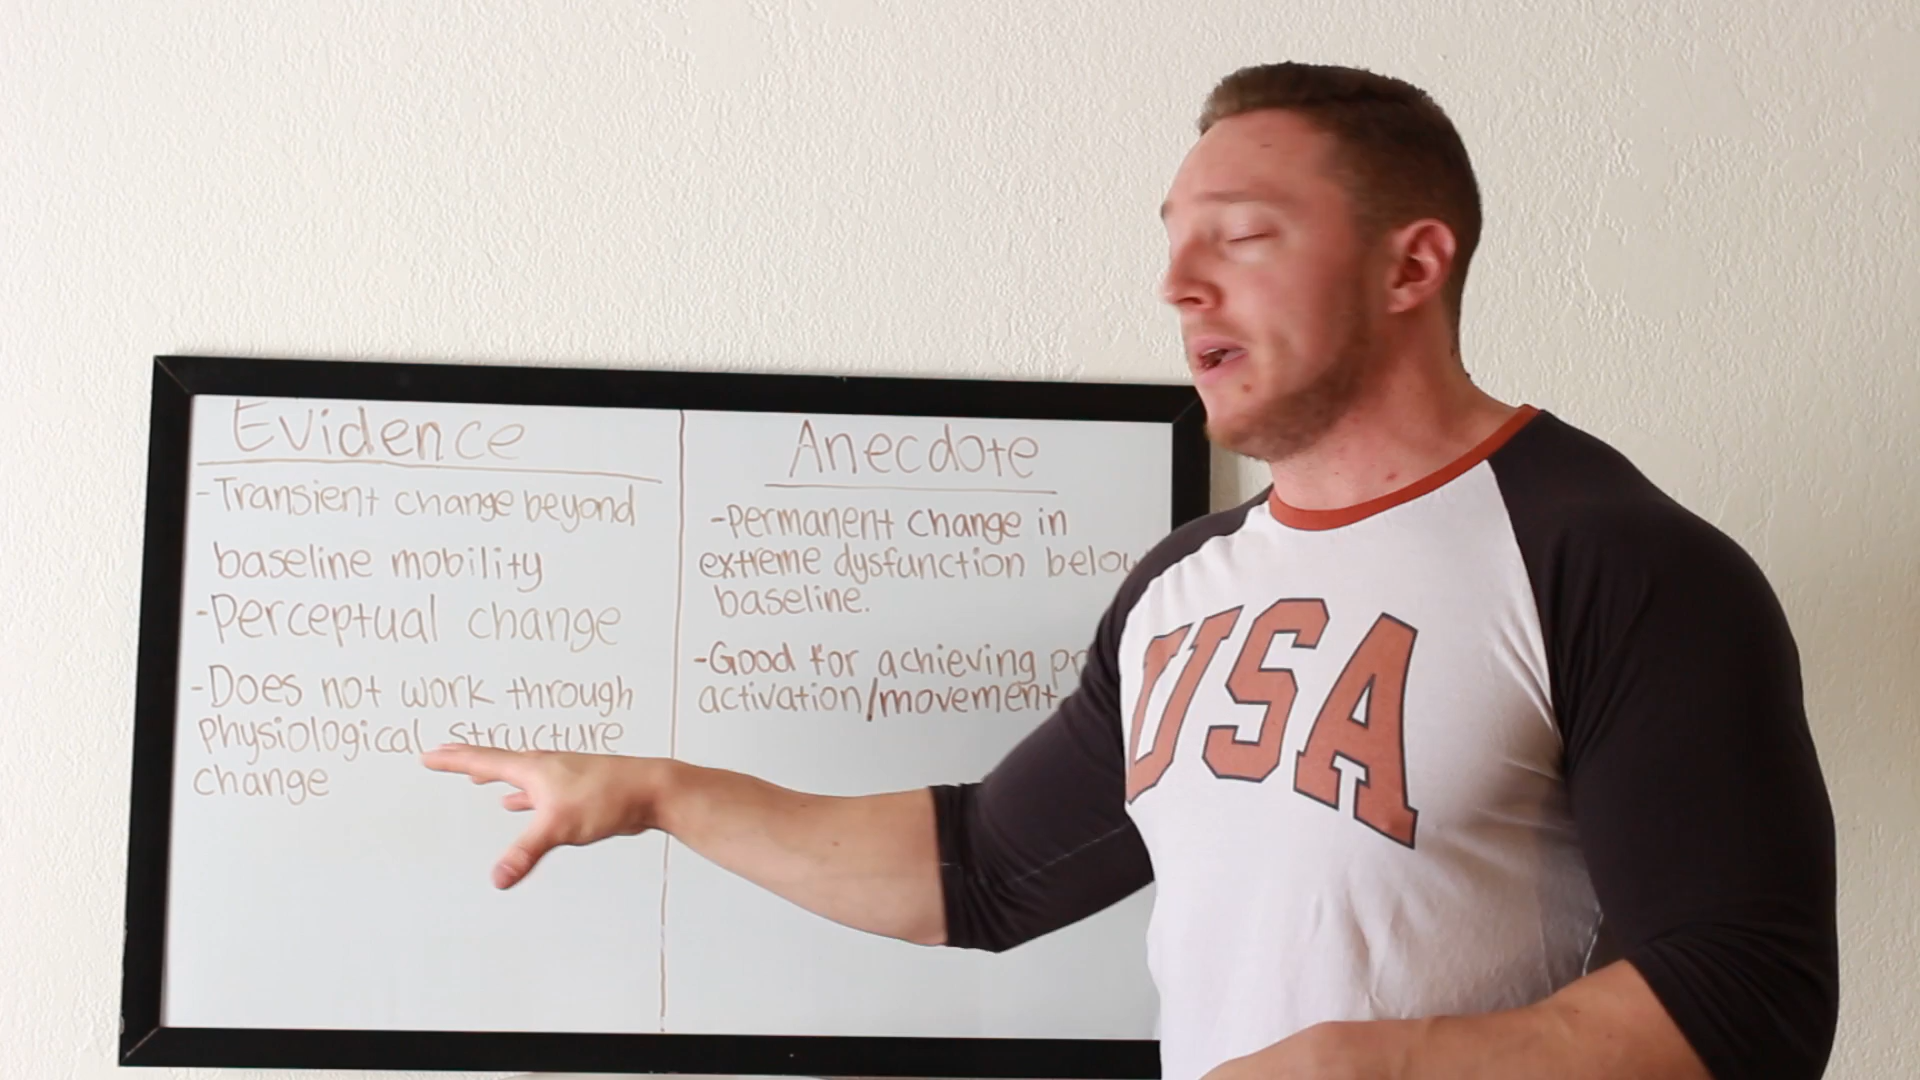 Evidence
-Transient change beyond
baseline mobility
-Perceptual change
-Does not work through
physiological structure
change
Anecdote
-Permanent change in
extreme dysfunction
baseline.
-Good for achieving
activation/movement
USA